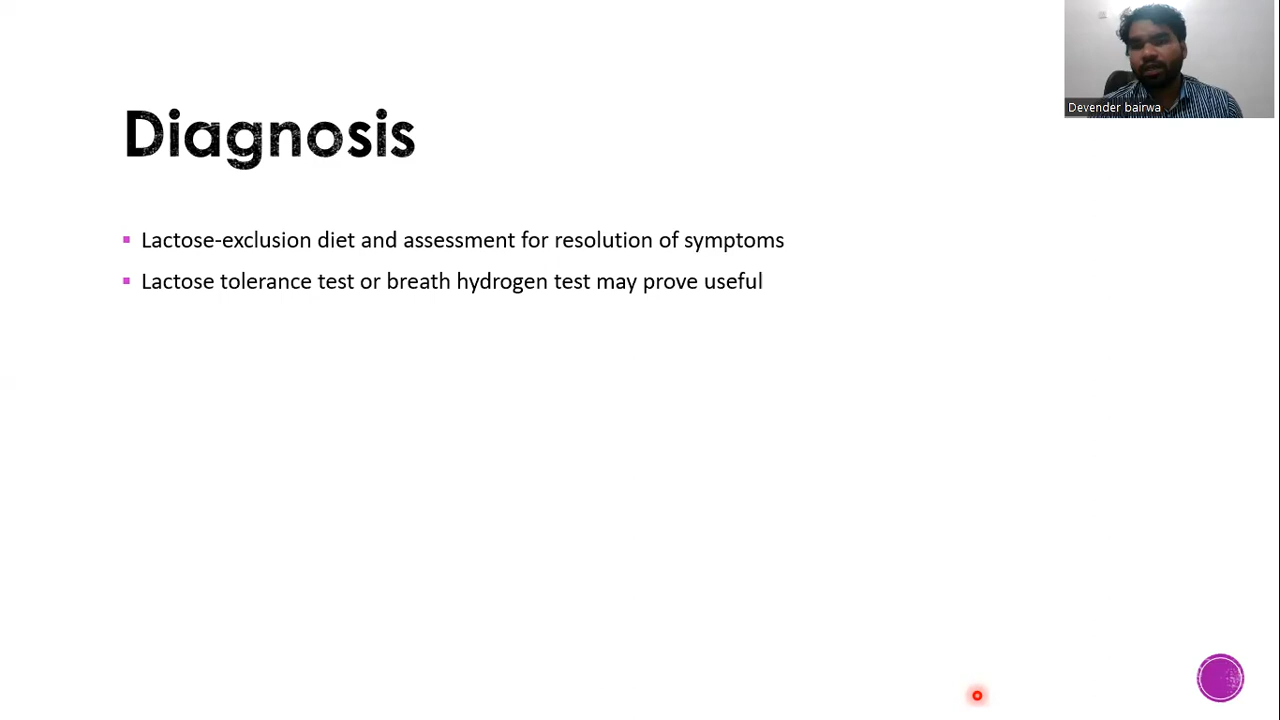 Devender bairwa
Diagnosis
Lactose-exclusion diet and assessment for resolution of symptoms
Lactose tolerance test or breath hydrogen test may prove useful